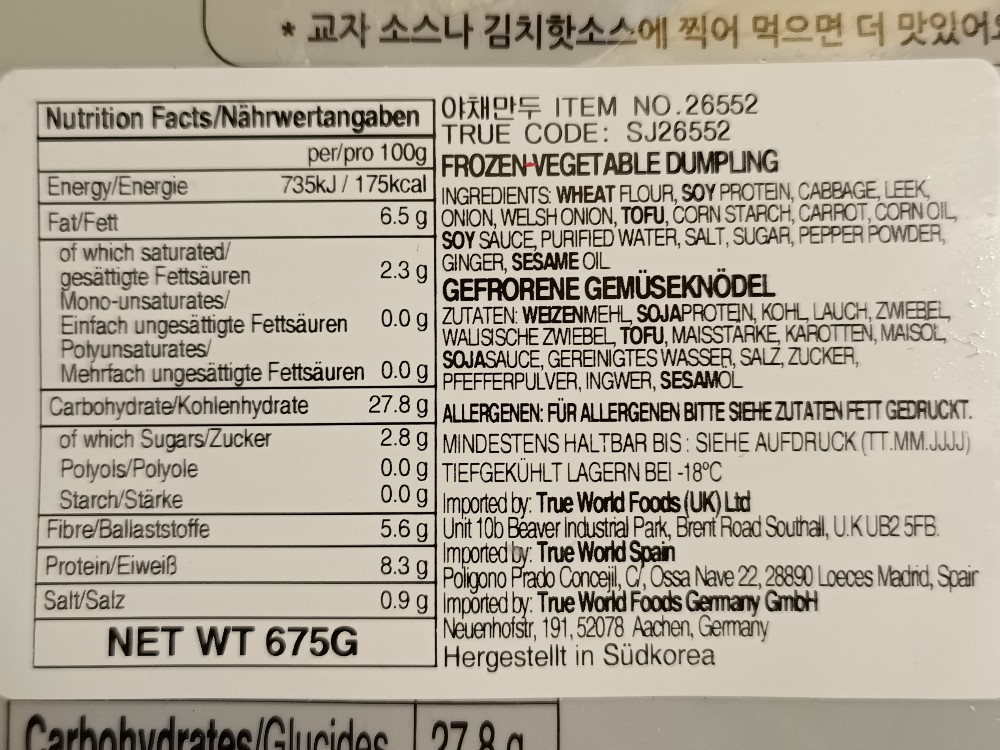 * 교자 소스나 김치핫소스에 찍어 먹으면 더 맛있어요
Nutrition Facts/Nährwertangaben
per/pro 100g
Energy/Energie 735kJ / 175kcal
Fat/Fett 6.5 g
of which saturated/
gesättigte Fettsäuren 2.3 g
Mono-unsaturates/
Einfach ungesättigte Fettsäuren 0.0 g
Polyunsaturates/
Mehrfach ungesättigte Fettsäuren 0.0 g
Carbohydrate/Kohlenhydrate 27.8 g
of which Sugars/Zucker 2.8 g
Polyols/Polyole 0.0 g
Starch/Stärke 0.0 g
Fibre/Ballaststoffe 5.6 g
Protein/Eiweiß 8.3 g
Salt/Salz 0.9 g
NET WT 675G
야채만두 ITEM NO.26552
TRUE CODE: SJ26552
FROZEN VEGETABLE DUMPLING
INGREDIENTS: WHEAT FLOUR, SOY PROTEIN, CABBAGE, LEEK,
ONION, WELSH ONION, TOFU, CORN STARCH, CARROT, CORN OIL,
SOY SAUCE, PURIFIED WATER, SALT, SUGAR, PEPPER POWDER,
GINGER, SESAME OIL
GEFRORENE GEMÜSEKNÖDEL
ZUTATEN: WEIZENMEHL, SOJAPROTEIN, KOHL, LAUCH, ZWIEBEL,
WALISISCHE ZWIEBEL, TOFU, MAISSTÄRKE, KAROTTEN, MAISÖL,
SOJASAUCE, GEREINIGTES WASSER, SALZ, ZUCKER,
PFEFFERPULVER, INGWER, SESAMÖL
ALLERGENEN: FÜR ALLERGENEN BITTE SIEHE ZUTATEN FETT GEDRUCKT.
MINDESTENS HALTBAR BIS : SIEHE AUFDRUCK (TT.MM.JJJJ)
TIEFGEKÜHLT LAGERN BEI -18℃
Imported by: True World Foods (UK) Ltd
Unit 10b Beaver Industrial Park, Brent Road Southall, U.K UB2 5FB.
Imported by: True World Spain
Poligono Prado Concejil, C/, Ossa Nave 22, 28890 Loeces Madrid, Spain
Imported by: True World Foods Germany GmbH
Neuenhofstr, 191, 52078 Aachen, Germany
Hergestellt in Südkorea
Carbohydrates/Glucides 27.8 g